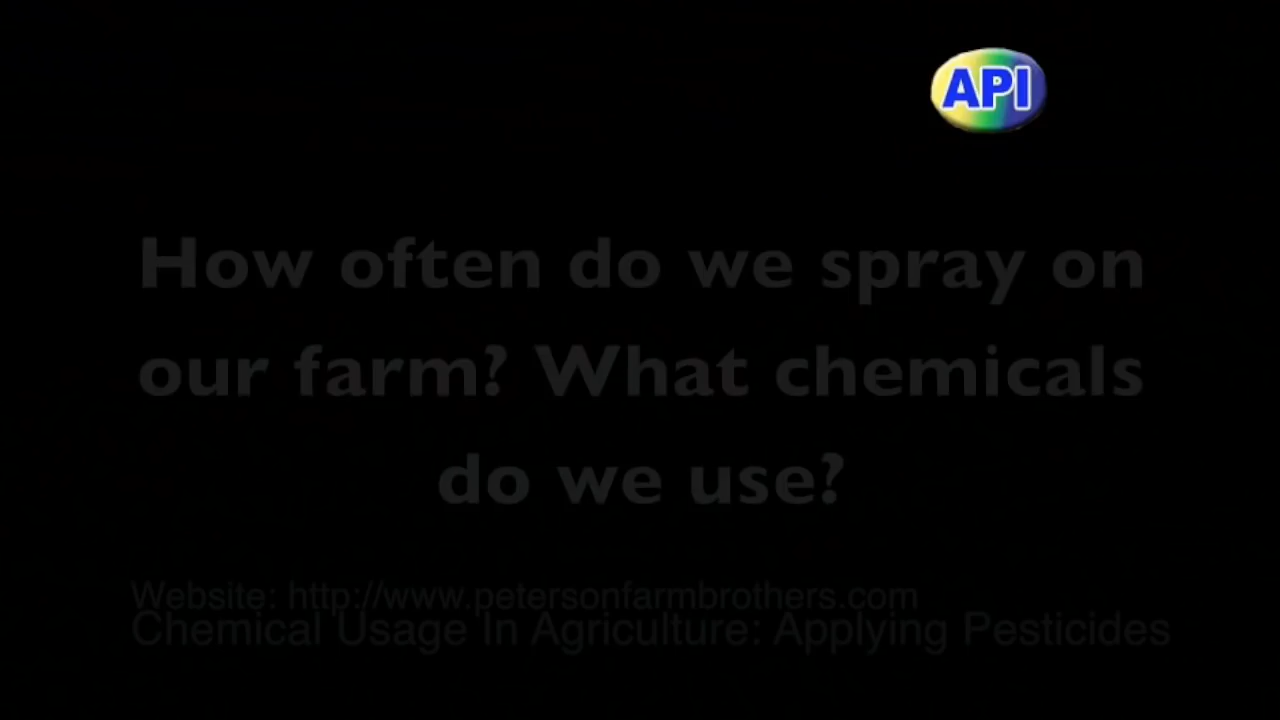 API
How often do we spray on
our farm? What chemicals
do we use?
Website: http://www.petersonfarmbrothers.com
Chemical Usage In Agriculture: Applying Pesticides